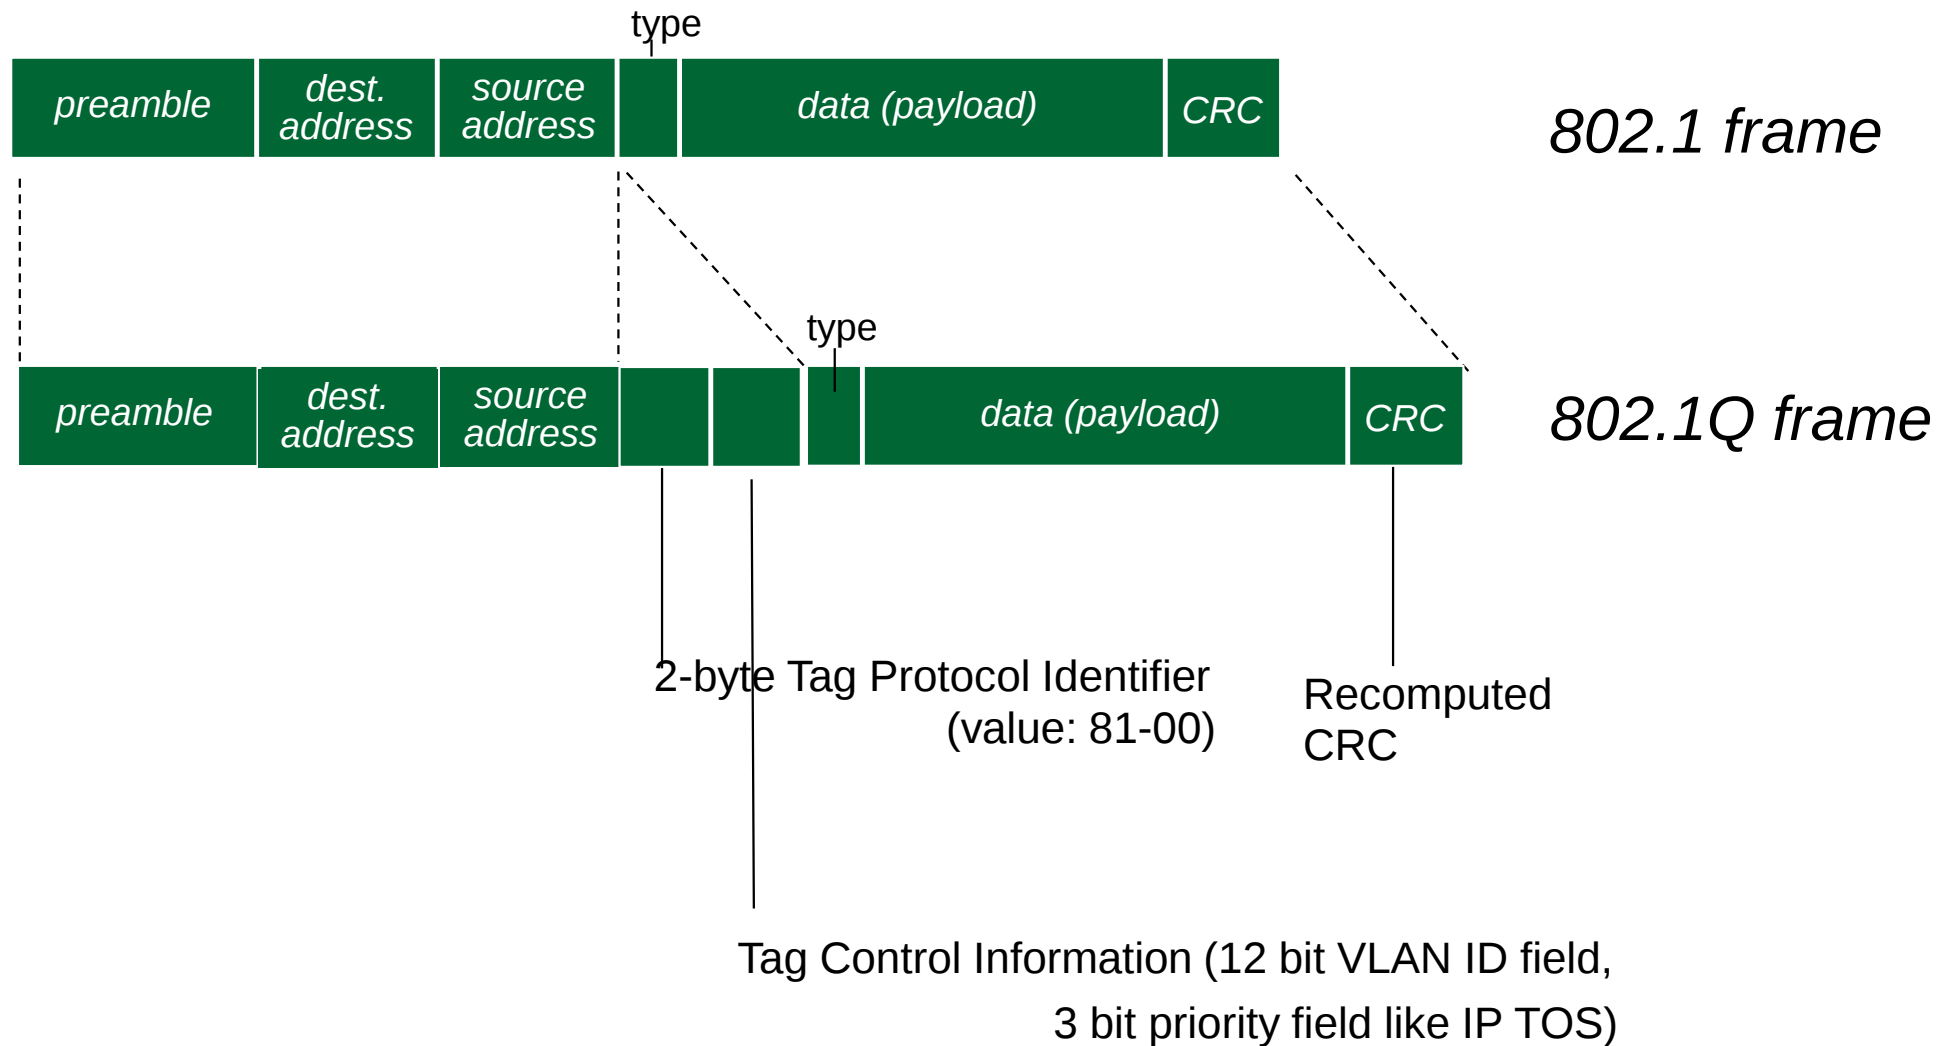 type
preamble
dest.
address
source
address
data (payload)
CRC
802.1 frame
type
preamble
dest.
address
source
address
data (payload)
CRC
802.1Q frame
2-byte Tag Protocol Identifier
(value: 81-00)
Recomputed
CRC
Tag Control Information (12 bit VLAN ID field,
3 bit priority field like IP TOS)